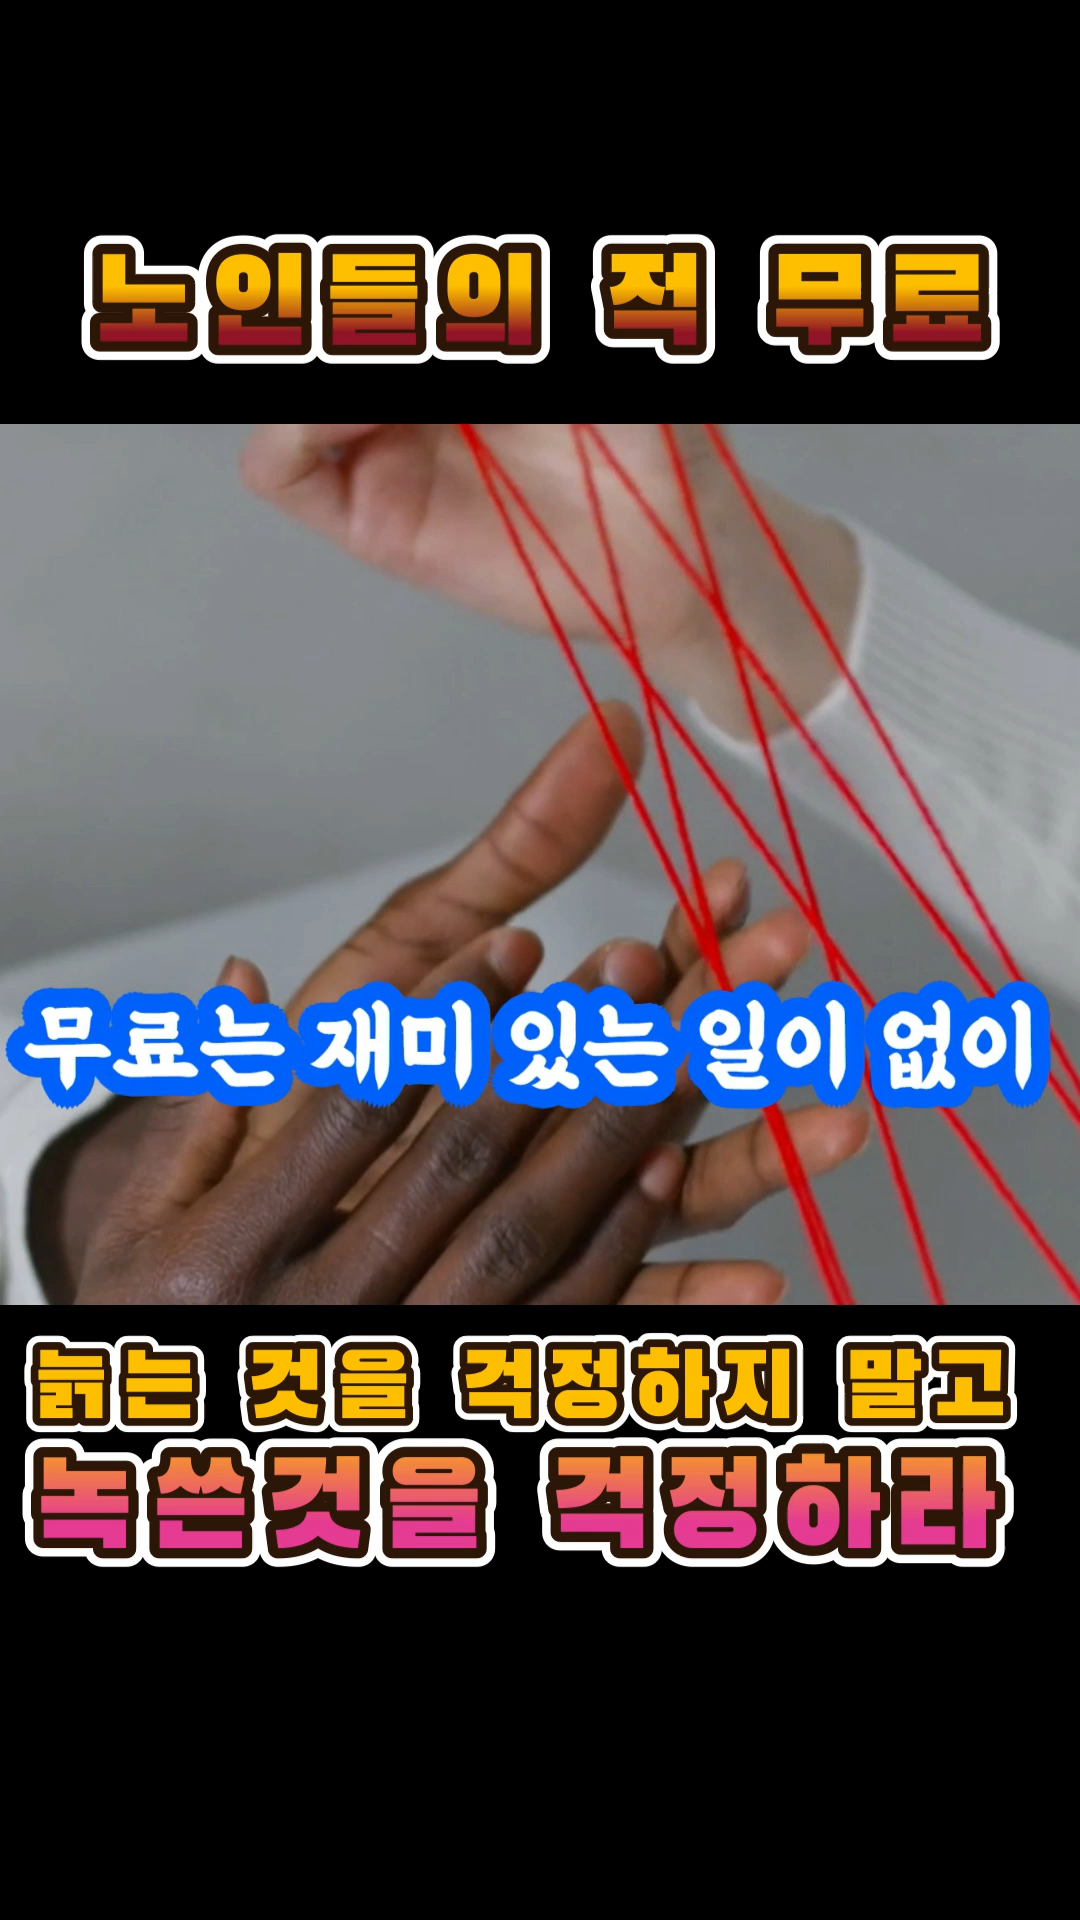 노인들의 적 무료
무료는 재미 있는 일이 없이
늙는 것을 걱정하지 말고
녹쓴것을 걱정하라